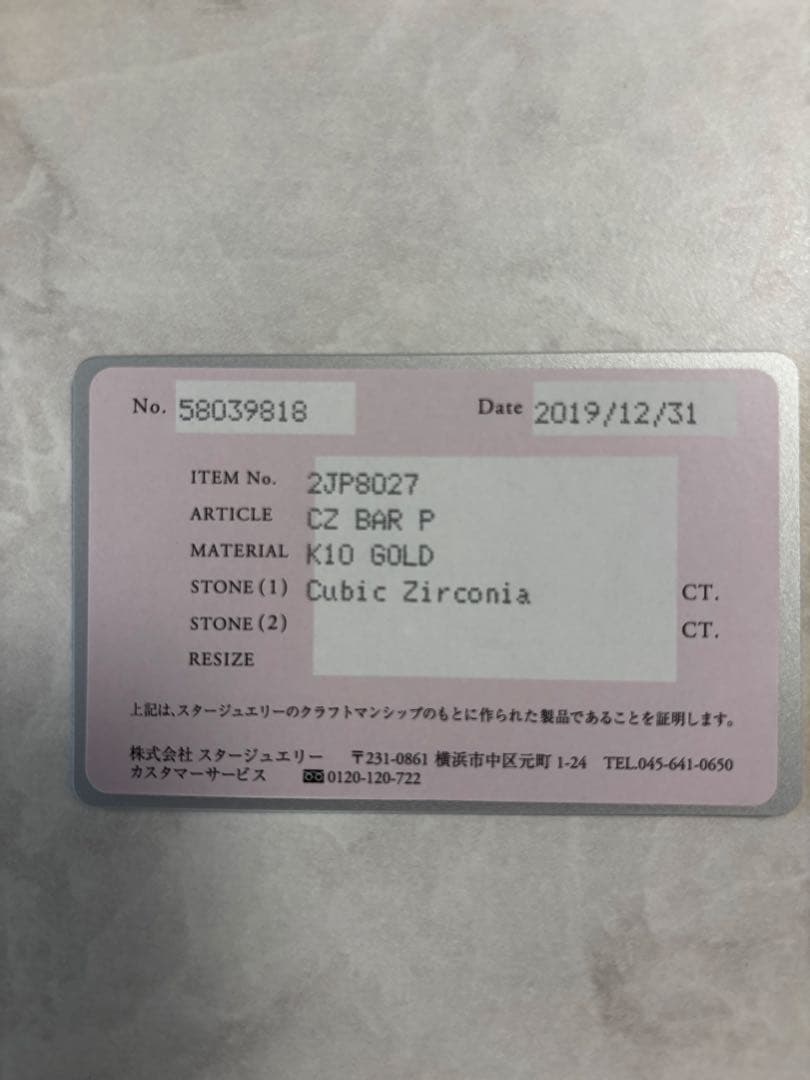 No. 58039818 Date 2019/12/31
ITEM No. 2JP8027
ARTICLE CZ BAR P
MATERIAL K10 GOLD
STONE (1) Cubic Zirconia CT.
STONE (2) CT.
RESIZE
上記は、スタージュエリーのクラフトマンシップのもとに作られた製品であることを証明します。
株式会社 スタージュエリー 〒231-0861 横浜市中区元町 1-24 TEL.045-641-0650
カスタマーサービス 0120-120-722